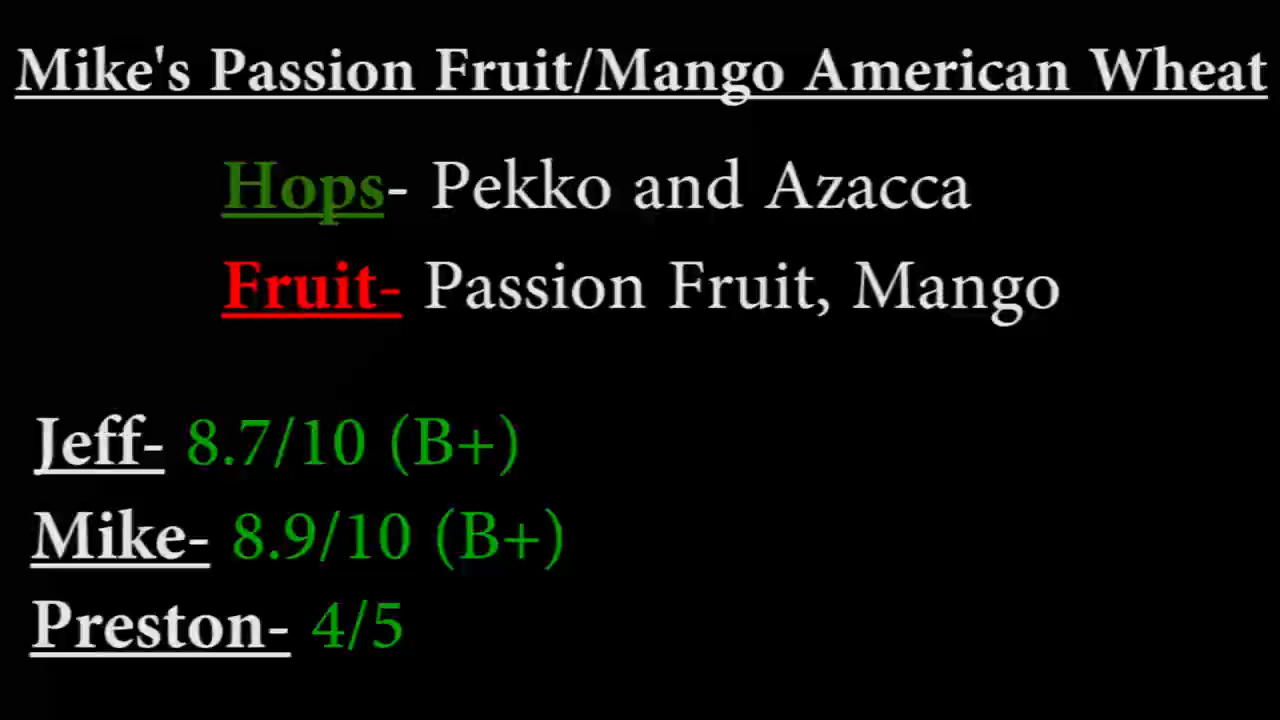 Mike's Passion Fruit/Mango American Wheat
Hops- Pekko and Azacca
Fruit- Passion Fruit, Mango
Jeff- 8.7/10 (B+)
Mike- 8.9/10 (B+)
Preston- 4/5